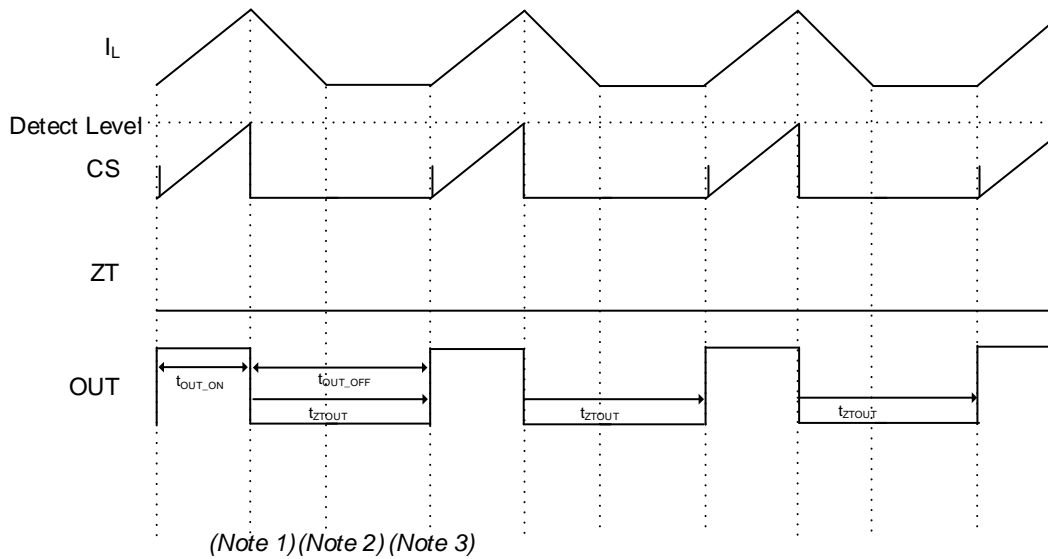 IL
Detect Level
CS
ZT
OUT
tOUT_ON
tOUT_OFF
tZTOUT
tZTOUT
tZTOUT
(Note 1) (Note 2) (Note 3)